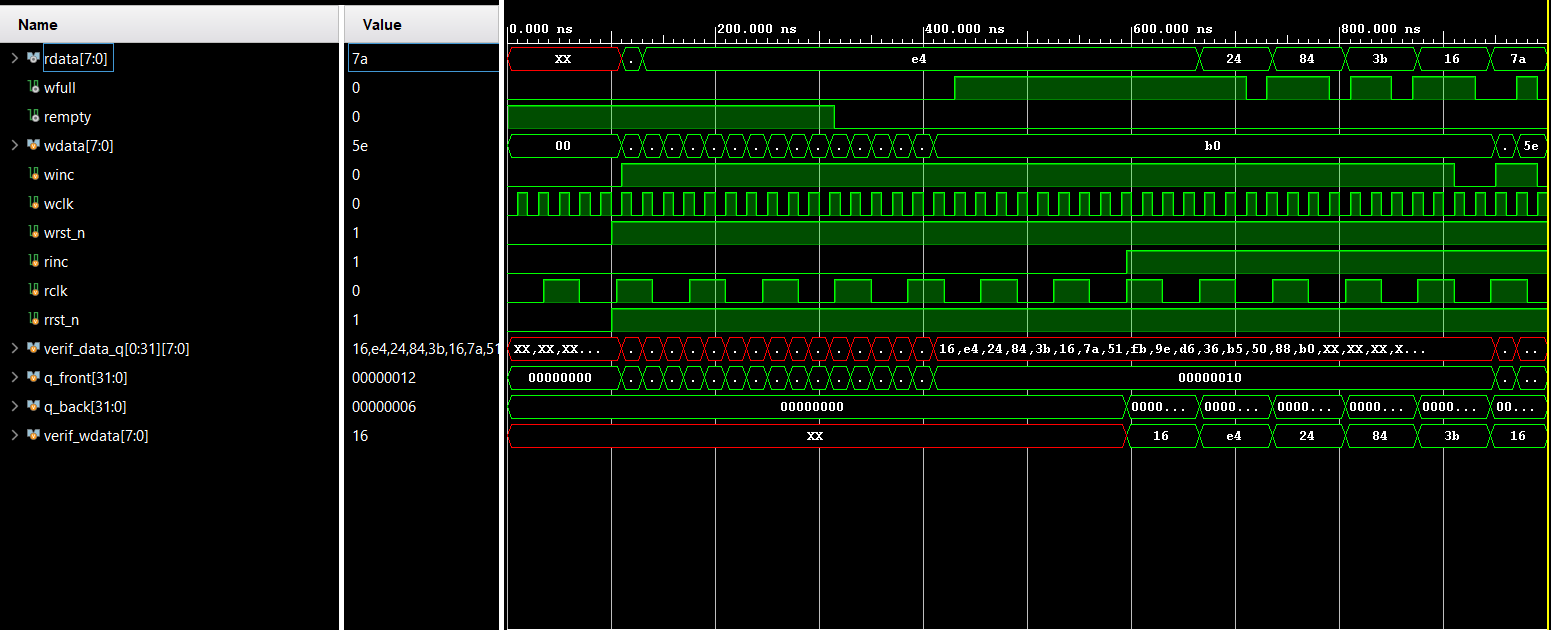 Name Value 0.000 ns 200.000 ns 400.000 ns 600.000 ns 800.000 ns
rdata[7:0] 7a XX . e4 24 84 3b 16 7a
wfull 0
rempty 0
wdata[7:0] 5e 00 . . . . . . . . . . . . . . . b0 . 5e
winc 0
wclk 0
wrst_n 1
rinc 1
rclk 0
rrst_n 1
verif_data_q[0:31][7:0] 16,e4,24,84,3b,16,7a,51 XX,XX,XX... . . . . . . . . . . . . . . . 16,e4,24,84,3b,16,7a,51,fb,9e,d6,36,b5,50,88,b0,XX,XX,XX,X... . ..
q_front[31:0] 00000012 00000000 . . . . . . . . . . . . . . . 00000010 . ..
q_back[31:0] 00000006 00000000 0000... 0000... 0000... 0000... 0000... 00...
verif_wdata[7:0] 16 XX 16 e4 24 84 3b 16